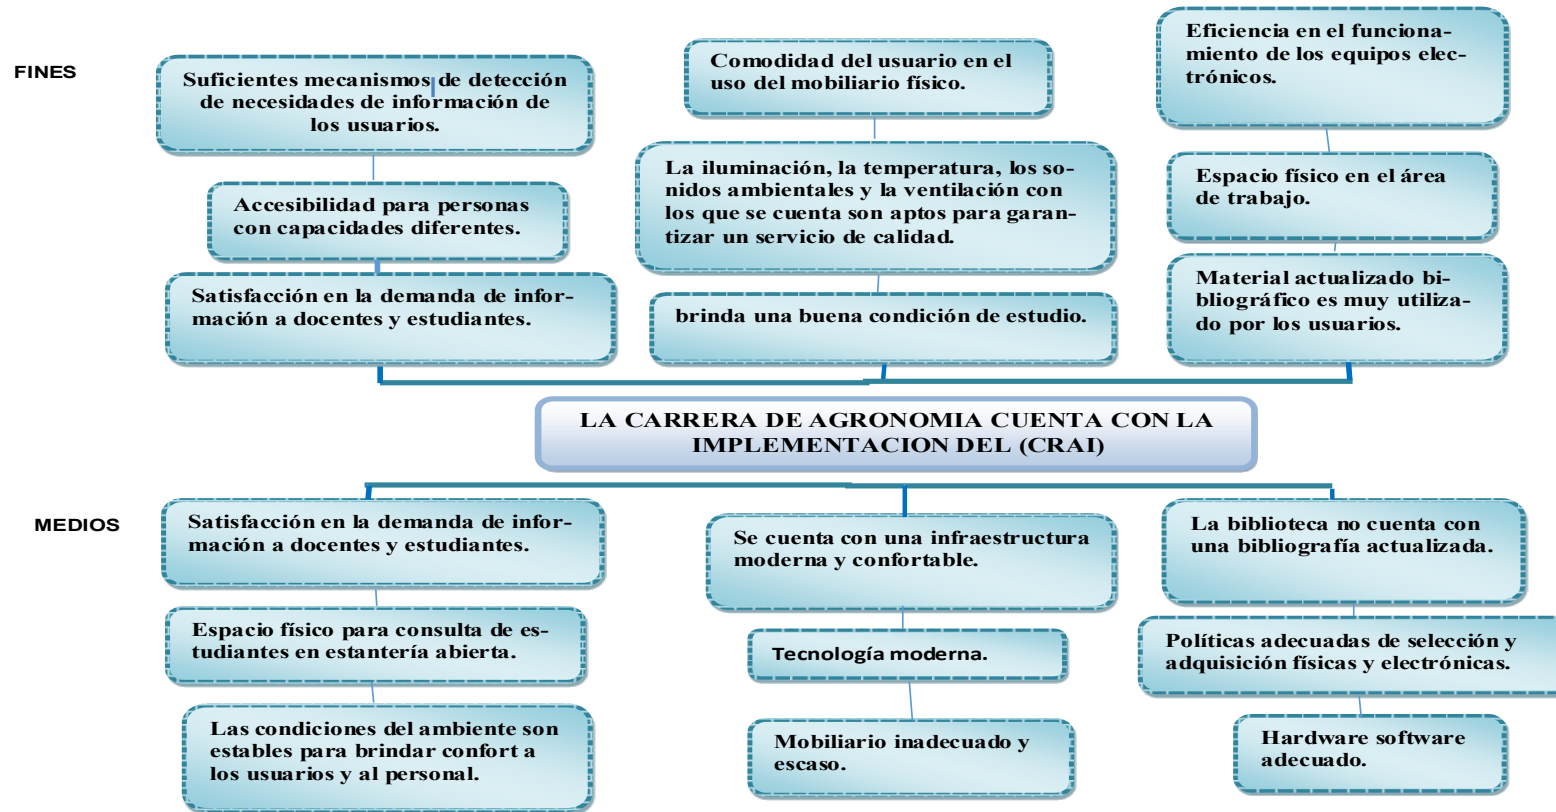 FINES
Suficientes mecanismos de detección
de necesidades de información de
los usuarios.
Accesibilidad para personas
con capacidades diferentes.
Satisfacción en la demanda de infor-
mación a docentes y estudiantes.
Comodidad del usuario en el
uso del mobiliario físico.
La iluminación, la temperatura, los so-
nidos ambientales y la ventilación con
los que se cuenta son aptos para garan-
tizar un servicio de calidad.
brinda una buena condición de estudio.
Eficiencia en el funciona-
miento de los equipos elec-
trónicos.
Espacio físico en el área
de trabajo.
Material actualizado bi-
bliográfico es muy utiliza-
do por los usuarios.
LA CARRERA DE AGRONOMIA CUENTA CON LA
IMPLEMENTACION DEL (CRAI)
MEDIOS
Satisfacción en la demanda de infor-
mación a docentes y estudiantes.
Espacio físico para consulta de es-
tudiantes en estantería abierta.
Las condiciones del ambiente son
estables para brindar confort a
los usuarios y al personal.
Se cuenta con una infraestructura
moderna y confortable.
Tecnología moderna.
Mobiliario inadecuado y
escaso.
La biblioteca no cuenta con
una bibliografía actualizada.
Políticas adecuadas de selección y
adquisición físicas y electrónicas.
Hardware software
adecuado.